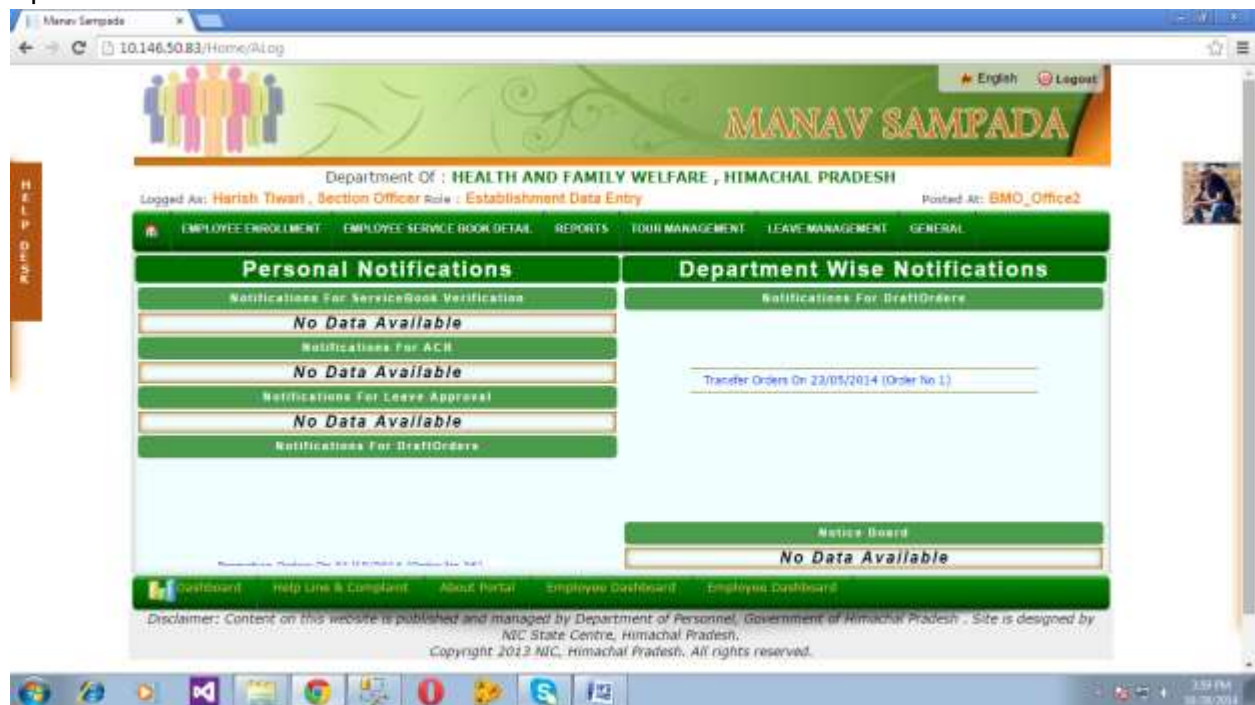 Manav Sampada
10.146.50.83/Home/ALog
English Logout
MANAV SAMPADA
Department Of : HEALTH AND FAMILY WELFARE , HIMACHAL PRADESH
Logged As: Harish Tiwari , Section Officer Role : Establishment Data Entry Posted At: BMO_Office2
HELP DESK
EMPLOYEE ENROLLMENT EMPLOYEE SERVICE BOOK DETAIL REPORTS TOUR MANAGEMENT LEAVE MANAGEMENT GENERAL
Personal Notifications
Notifications For ServiceBook Verification
No Data Available
Notifications For ACR
No Data Available
Notifications For Leave Approval
No Data Available
Notifications For DraftOrders
Department Wise Notifications
Notifications For DraftOrders
Transfer Orders On 23/05/2014 (Order No 1)
Notice Board
No Data Available
Dashboard Help Line & Complaint About Portal Employee Dashboard Employee Dashboard
Disclaimer: Content on this website is published and managed by Department of Personnel, Government of Himachal Pradesh . Site is designed by
NIC State Centre, Himachal Pradesh.
Copyright 2013 NIC, Himachal Pradesh. All rights reserved.
3:59 PM